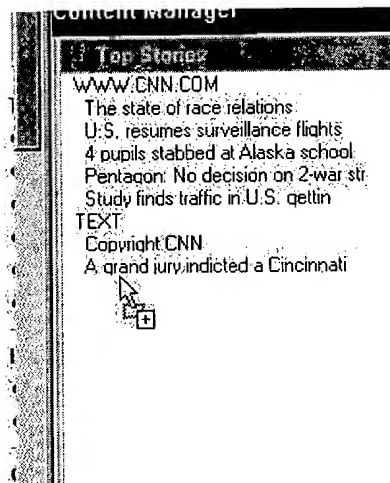 Content Manager
Top Stories
WWW.CNN.COM
The state of race relations
U.S. resumes surveillance flights
4 pupils stabbed at Alaska school
Pentagon: No decision on 2-war str
Study finds traffic in U.S. gettin
TEXT
Copyright CNN
A grand jury indicted a Cincinnati